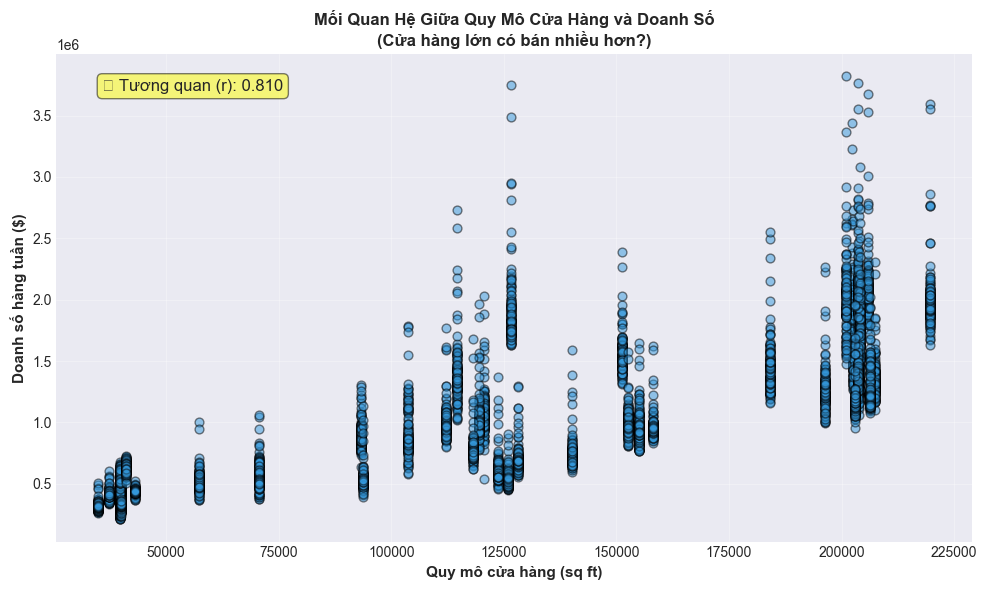 Mối Quan Hệ Giữa Quy Mô Cửa Hàng và Doanh Số
(Cửa hàng lớn có bán nhiều hơn?)
1e6
Tương quan (r): 0.810
3.5
3.0
2.5
2.0
1.5
1.0
0.5
Doanh số hàng tuần ($)
50000 75000 100000 125000 150000 175000 200000 225000
Quy mô cửa hàng (sq ft)